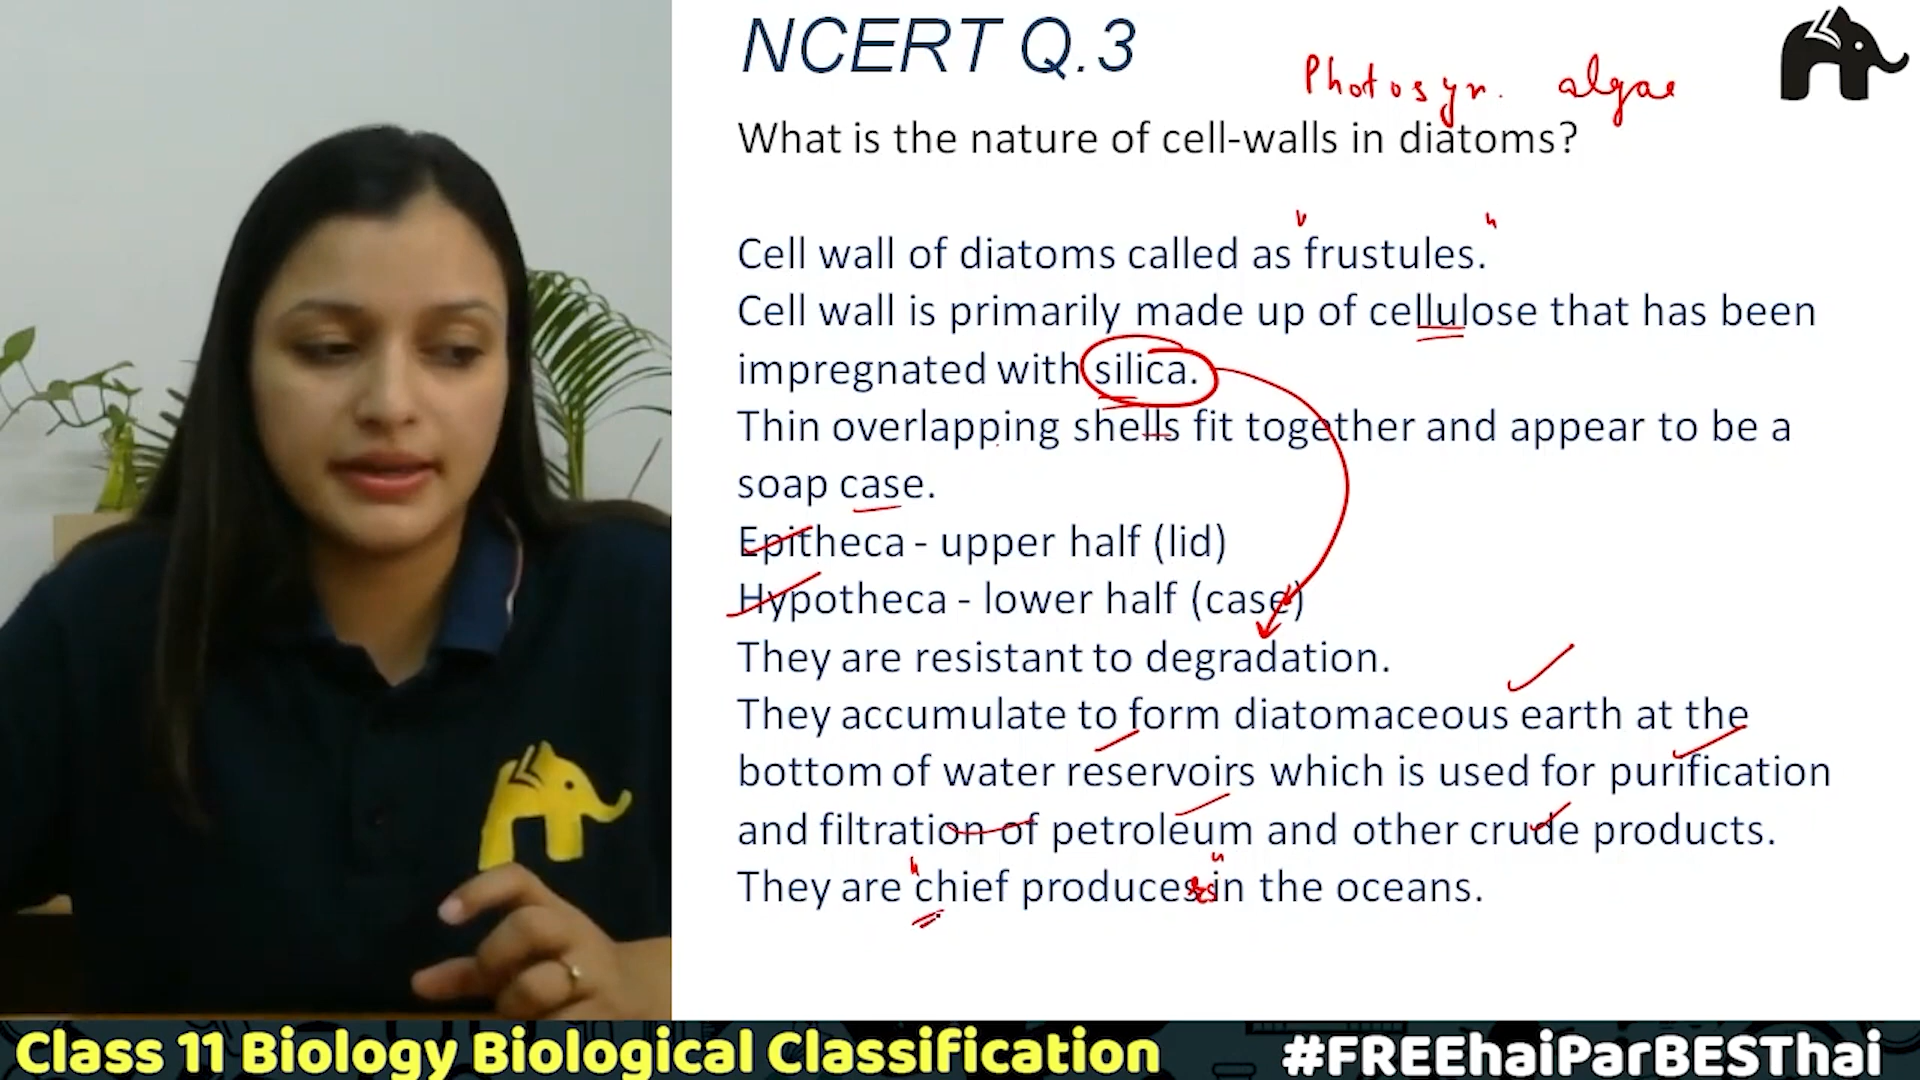 NCERT Q.3
Photosyn. algae
What is the nature of cell-walls in diatoms?
Cell wall of diatoms called as "frustules."
Cell wall is primarily made up of cellulose that has been
impregnated with silica.
Thin overlapping shells fit together and appear to be a
soap case.
Epitheca - upper half (lid)
Hypotheca - lower half (case)
They are resistant to degradation.
They accumulate to form diatomaceous earth at the
bottom of water reservoirs which is used for purification
and filtration of petroleum and other crude products.
They are "chief producers" in the oceans.
Class 11 Biology Biological Classification
#FREEhaiParBESThai